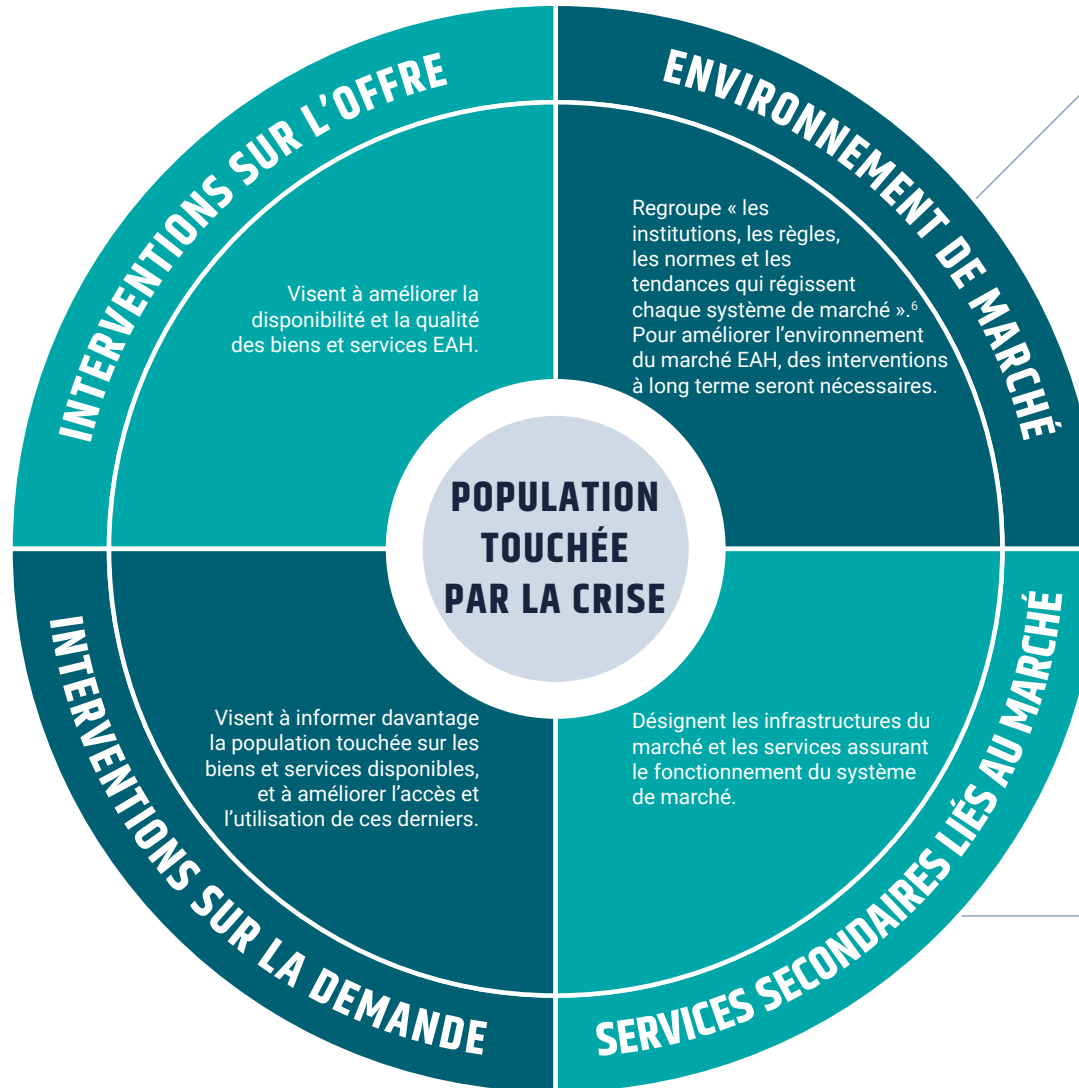 INTERVENTIONS SUR L'OFFRE
Visent à améliorer la
disponibilité et la qualité
des biens et services EAH.
ENVIRONNEMENT DE MARCHÉ
Regroupe « les
institutions, les règles,
les normes et les
tendances qui régissent
chaque système de marché ».⁶
Pour améliorer l'environnement
du marché EAH, des interventions
à long terme seront nécessaires.
POPULATION
TOUCHÉE
PAR LA CRISE
INTERVENTIONS SUR LA DEMANDE
Visent à informer davantage
la population touchée sur les
biens et services disponibles,
et à améliorer l'accès et
l'utilisation de ces derniers.
SERVICES SECONDAIRES LIÉS AU MARCHÉ
Désignent les infrastructures du
marché et les services assurant
le fonctionnement du système
de marché.